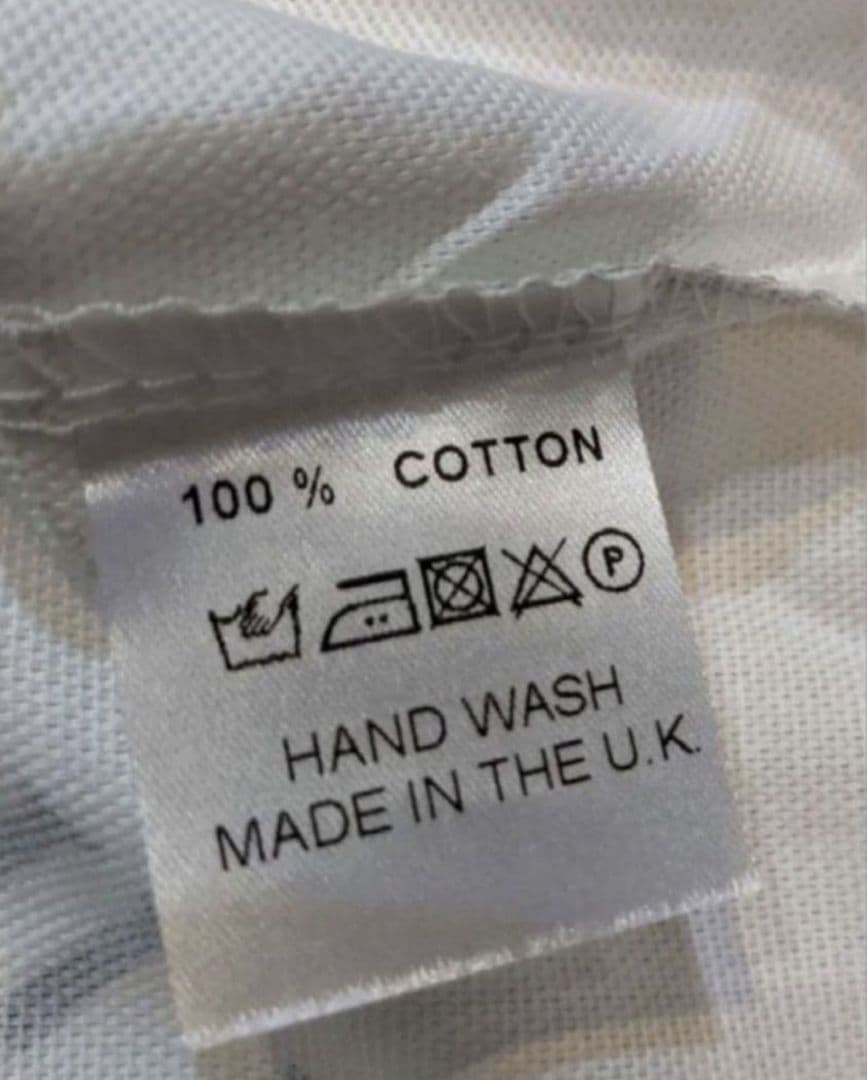 100 % COTTON
P
HAND WASH
MADE IN THE U.K.